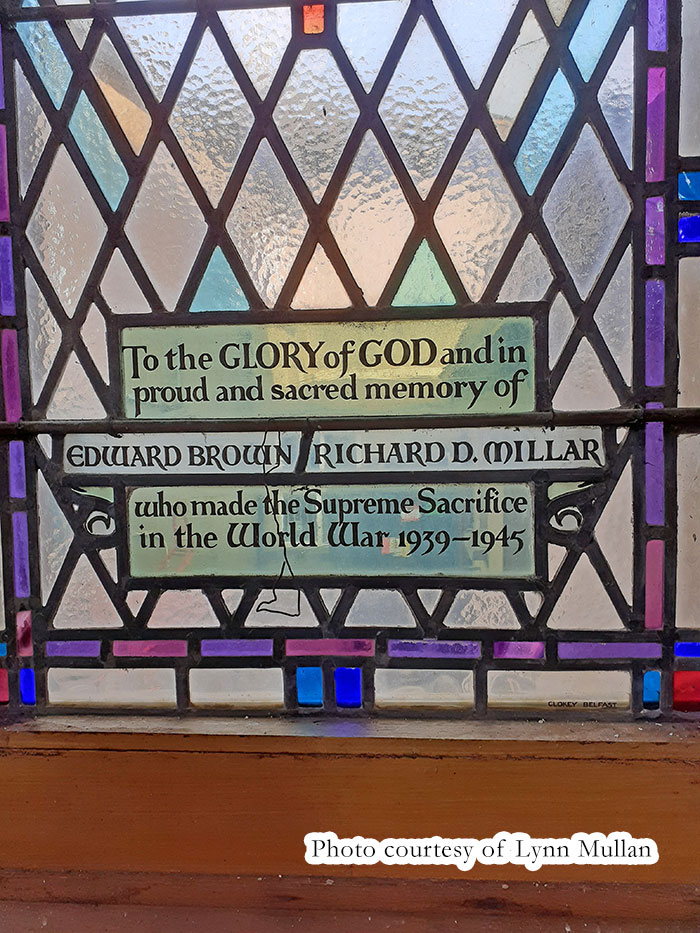 To the GLORY of GOD and in
proud and sacred memory of
EDWARD BROWN RICHARD D. MILLAR
who made the Supreme Sacrifice
in the World War 1939–1945
CLOKEY BELFAST
Photo courtesy of Lynn Mullan